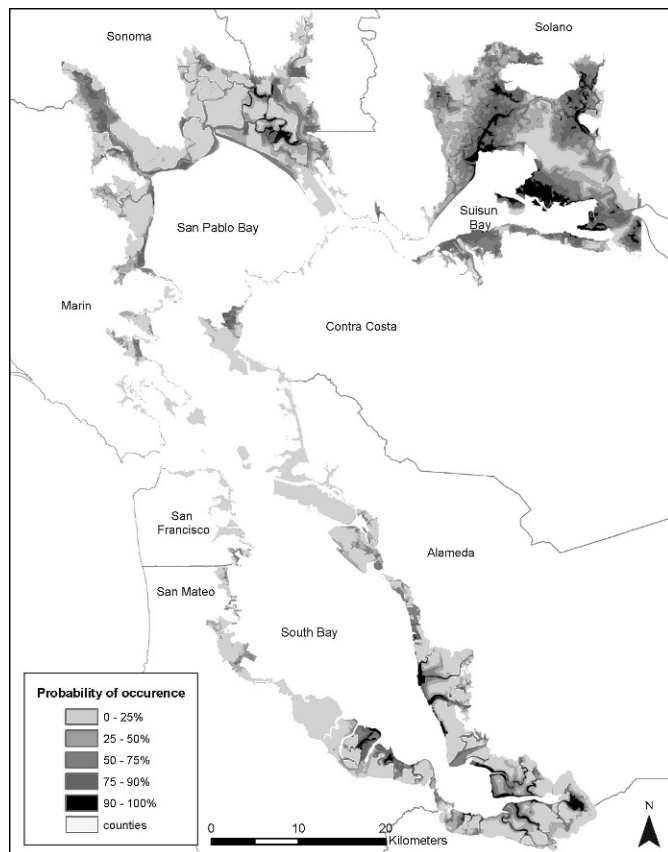 Sonoma
Solano
San Pablo Bay
Suisun
Bay
Marin
Contra Costa
San
Francisco
Alameda
San Mateo
South Bay
Probability of occurence
0 - 25%
25 - 50%
50 - 75%
75 - 90%
90 - 100%
counties
0
10
20
Kilometers
N